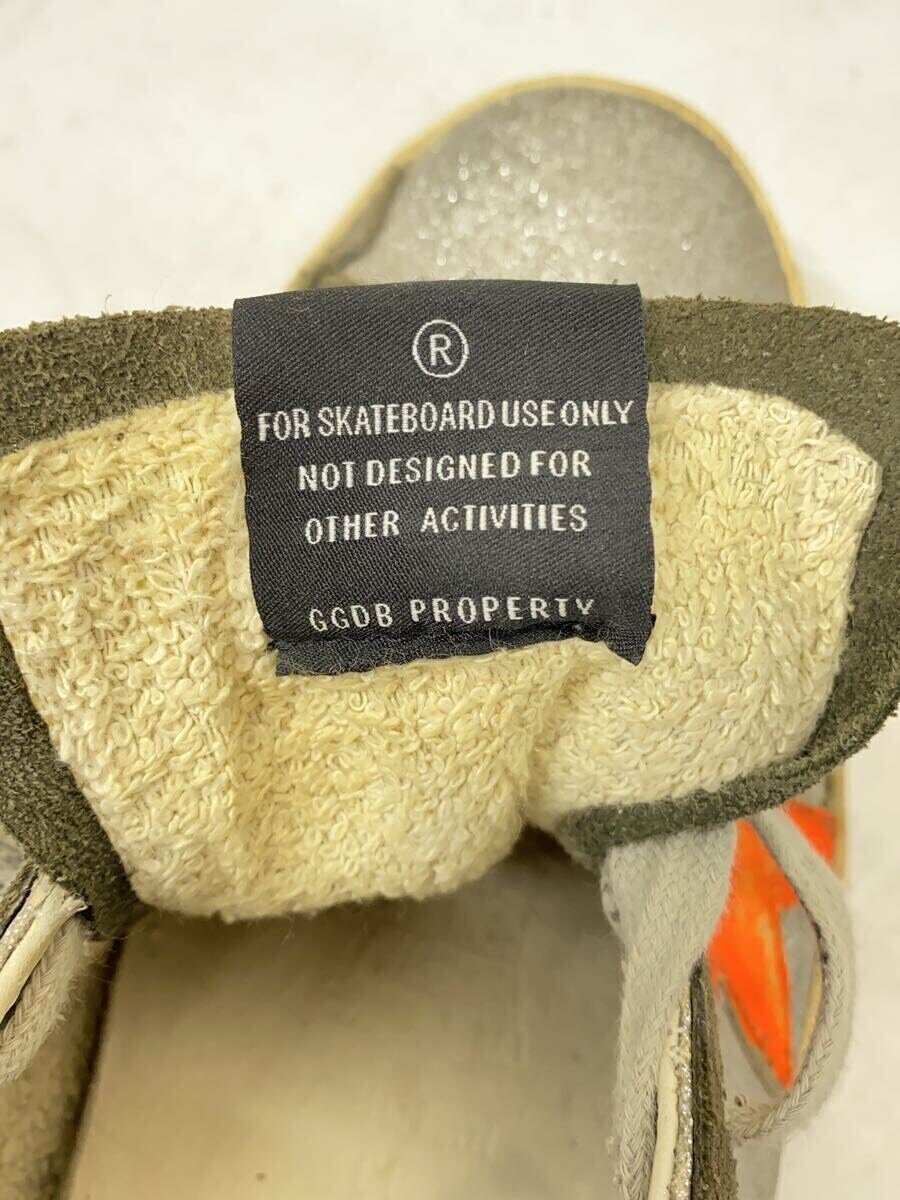 ®
FOR SKATEBOARD USE ONLY
NOT DESIGNED FOR
OTHER ACTIVITIES
GGDB PROPERTY